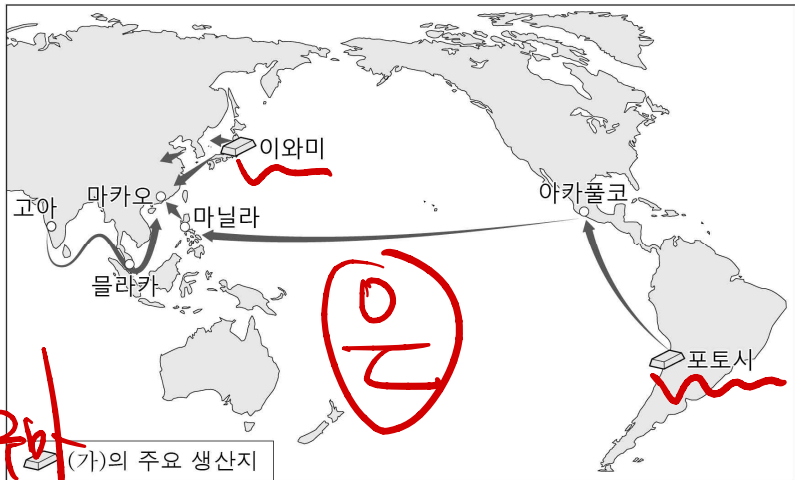 이와미
아카풀코
고아
마카오
마닐라
믈라카
은
포토시
(가)의 주요 생산지